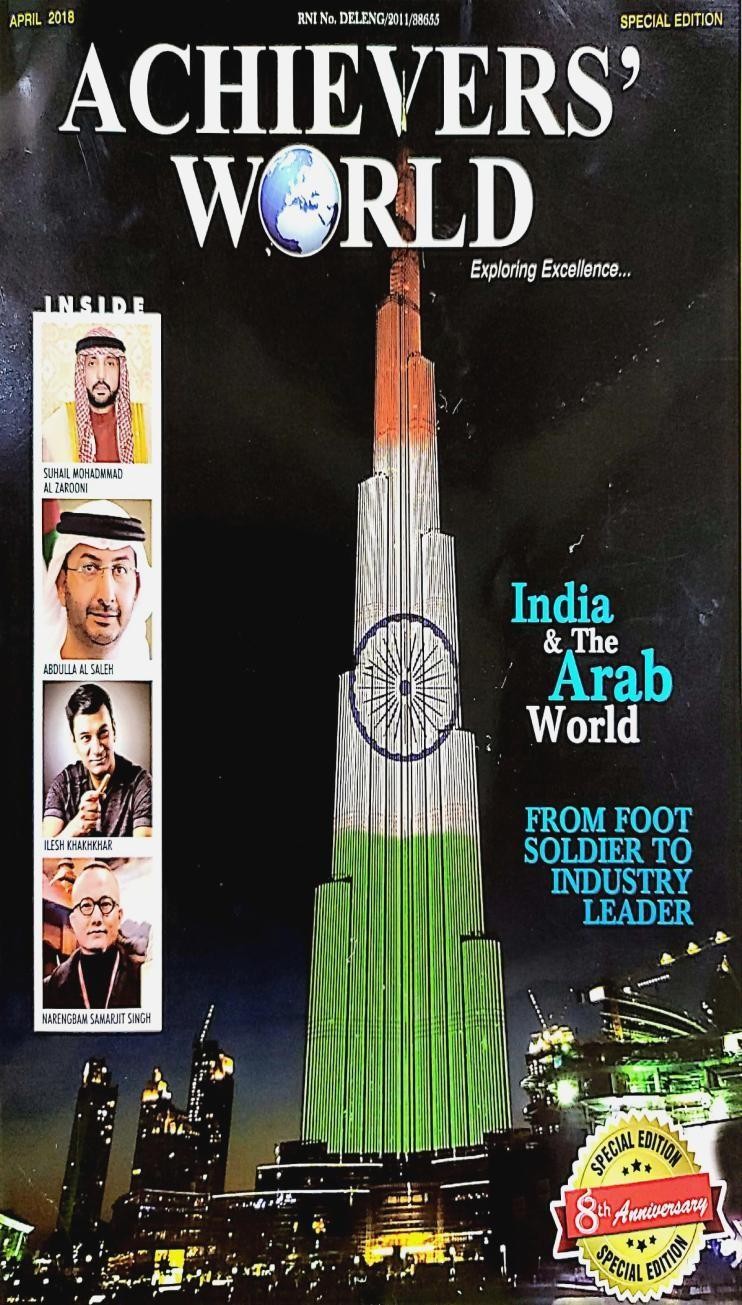 APRIL 2018
RNI No. DELENG/2011/38655
SPECIAL EDITION
ACHIEVERS'
WORLD
Exploring Excellence...
INSIDE
SUHAIL MOHADMMAD
AL ZAROONI
ABDULLA AL SALEH
ILESH KHAKHKHAR
NARENGBAM SAMARJIT SINGH
India
& The
Arab
World
FROM FOOT
SOLDIER TO
INDUSTRY
LEADER
SPECIAL EDITION
8th Anniversary
SPECIAL EDITION